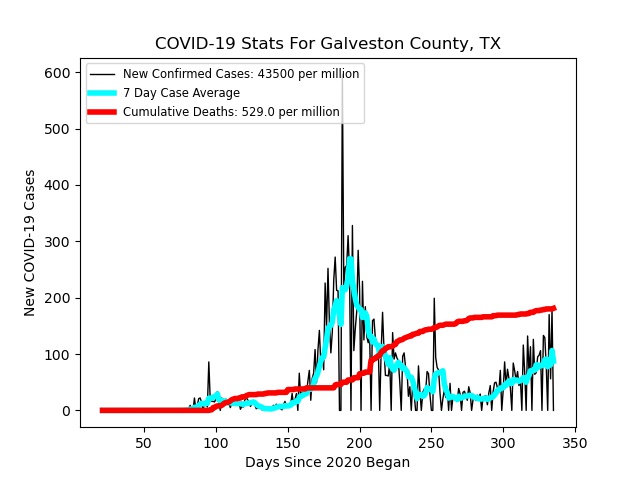 COVID-19 Stats For Galveston County, TX
New Confirmed Cases: 43500 per million
7 Day Case Average
Cumulative Deaths: 529.0 per million
600
500
400
300
200
100
0
New COVID-19 Cases
50 100 150 200 250 300 350
Days Since 2020 Began